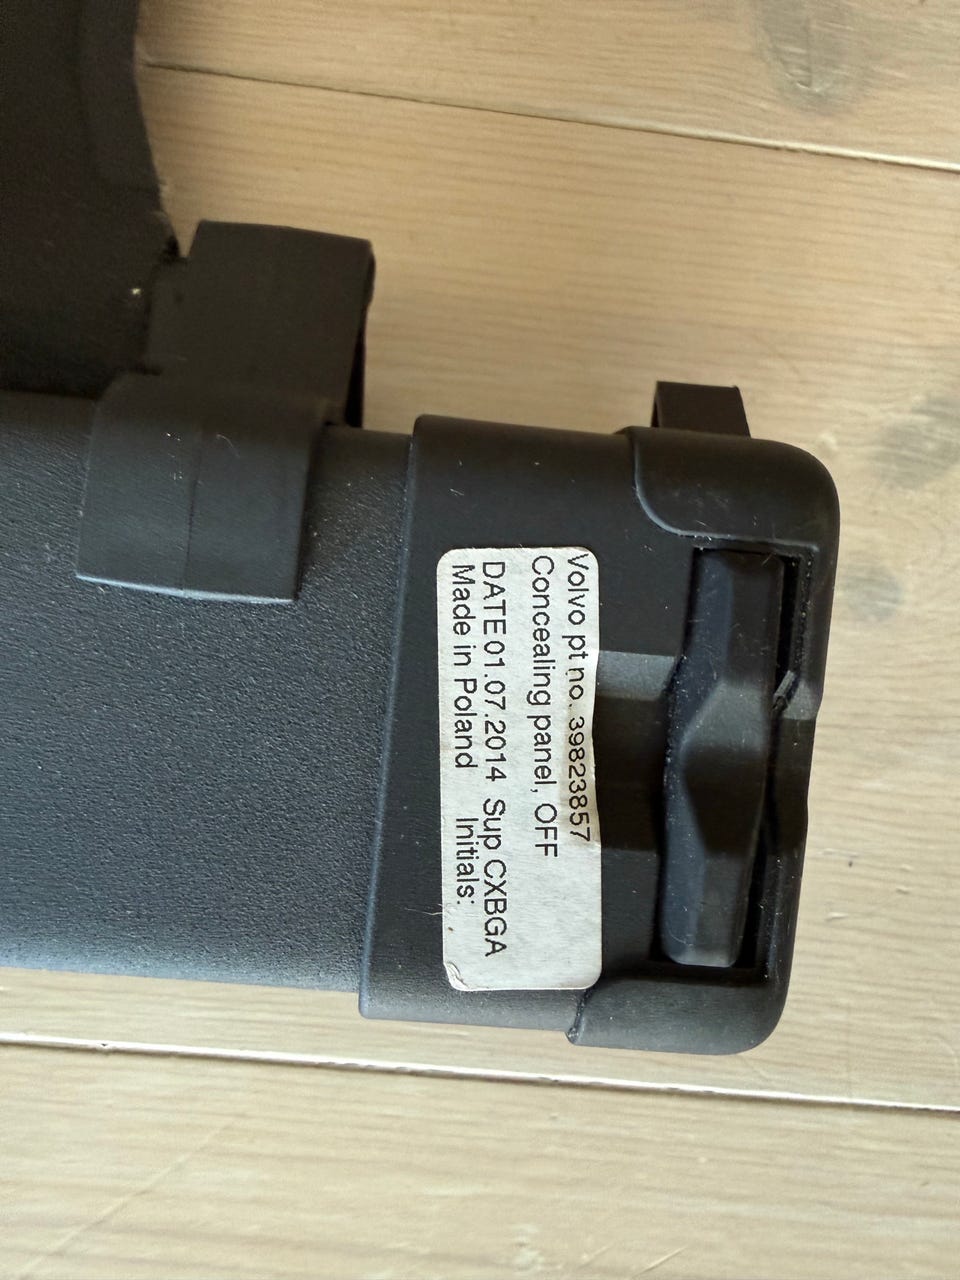 Volvo pt no. 39823857
Concealing panel, OFF
DATE 01.07.2014 Sup CXBGA
Made in Poland Initials: